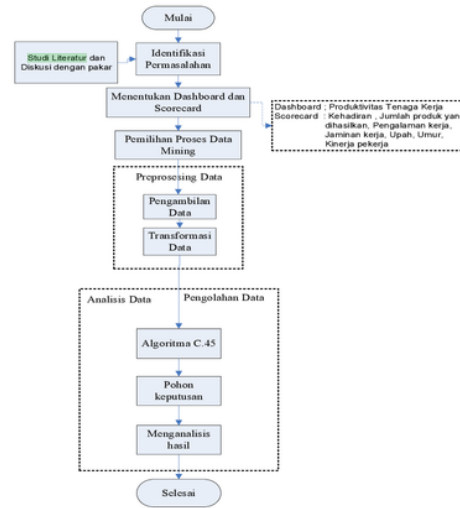 Mulai
Studi Literatur dan
Diskusi dengan pakar
Identifikasi
Permasalahan
Menentukan Dashboard dan
Scorecard
Dashboard ; Produktivitas Tenaga Kerja
Scorecard : Kehadiran , Jumlah produk yan
dihasilkan, Pengalaman kerja,
Jaminan kerja, Upah, Umur,
Kinerja pekerja
Pemilihan Proses Data
Mining
Preprosesing Data
Pengambilan
Data
Transformasi
Data
Analisis Data
Pengolahan Data
Algoritma C.45
Pohon
keputusan
Menganalisis
hasil
Selesai